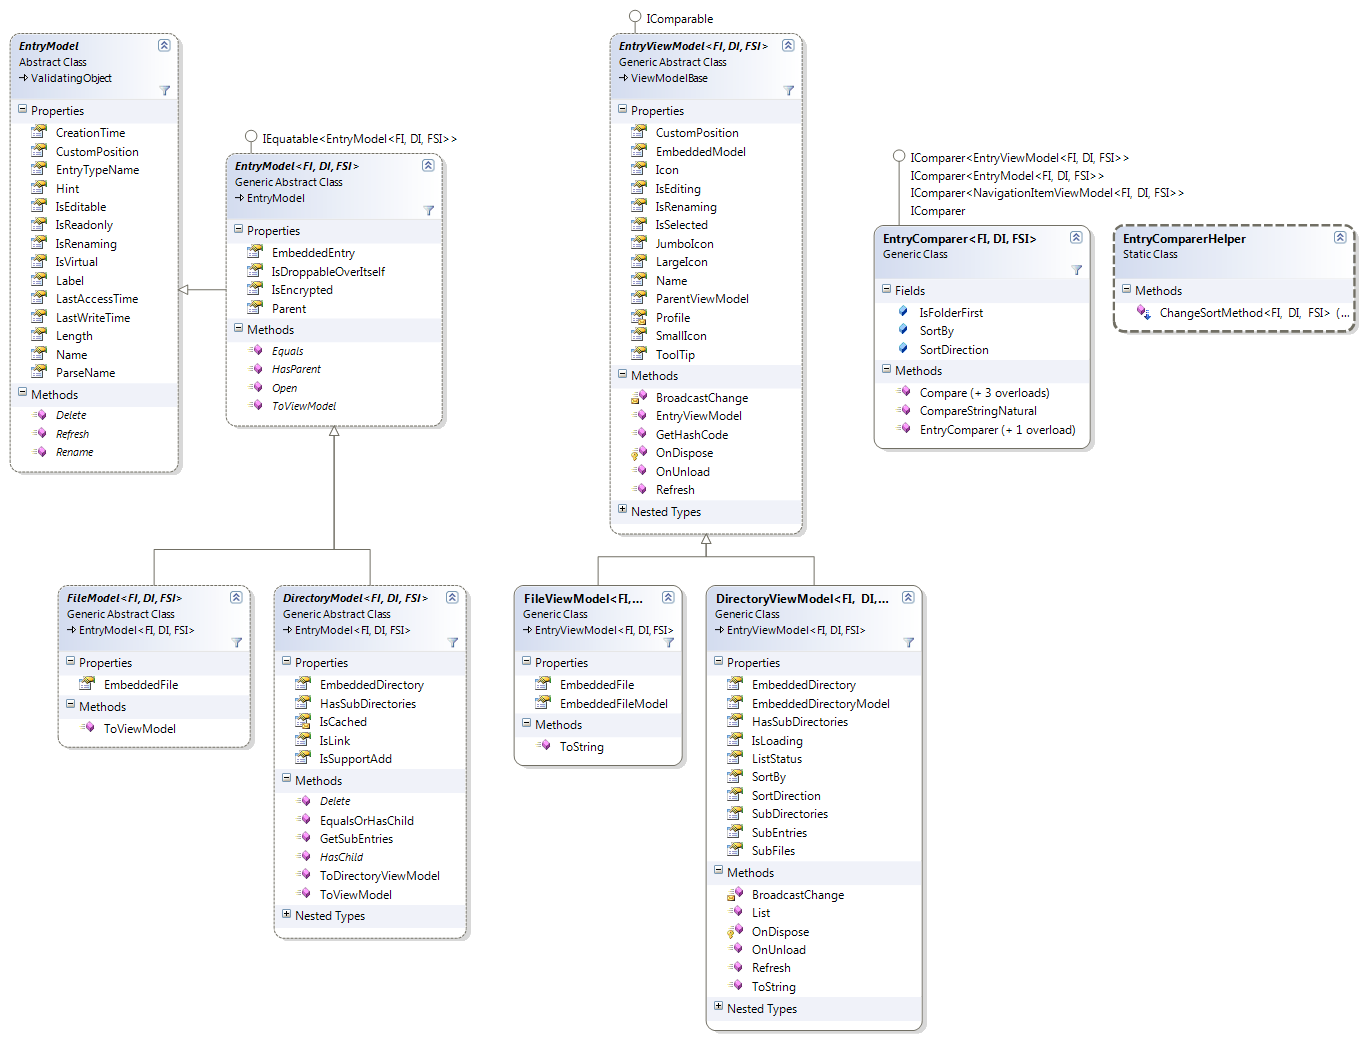 EntryModel
Abstract Class
ValidatingObject
Properties
CreationTime
CustomPosition
EntryTypeName
Hint
IsEditable
IsReadonly
IsRenaming
IsVirtual
Label
LastAccessTime
LastWriteTime
Length
Name
ParseName
Methods
Delete
Refresh
Rename
IEquatable<EntryModel<FI, DI, FSI>>
EntryModel<FI, DI, FSI>
Generic Abstract Class
EntryModel
Properties
EmbeddedEntry
IsDroppableOverItself
IsEncrypted
Parent
Methods
Equals
HasParent
Open
ToViewModel
FileModel<FI, DI, FSI>
Generic Abstract Class
EntryModel<FI, DI, FSI>
Properties
EmbeddedFile
Methods
ToViewModel
DirectoryModel<FI, DI, FSI>
Generic Abstract Class
EntryModel<FI, DI, FSI>
Properties
EmbeddedDirectory
HasSubDirectories
IsCached
IsLink
IsSupportAdd
Methods
Delete
EqualsOrHasChild
GetSubEntries
HasChild
ToDirectoryViewModel
ToViewModel
Nested Types
IComparable
EntryViewModel<FI, DI, FSI>
Generic Abstract Class
ViewModelBase
Properties
CustomPosition
EmbeddedModel
Icon
IsEditing
IsRenaming
IsSelected
JumboIcon
LargeIcon
Name
ParentViewModel
Profile
SmallIcon
ToolTip
Methods
BroadcastChange
EntryViewModel
GetHashCode
OnDispose
OnUnload
Refresh
Nested Types
FileViewModel<FI,...
Generic Class
EntryViewModel<FI, DI, FSI>
Properties
EmbeddedFile
EmbeddedFileModel
Methods
ToString
DirectoryViewModel<FI, DI,...
Generic Class
EntryViewModel<FI, DI, FSI>
Properties
EmbeddedDirectory
EmbeddedDirectoryModel
HasSubDirectories
IsLoading
ListStatus
SortBy
SortDirection
SubDirectories
SubEntries
SubFiles
Methods
BroadcastChange
List
OnDispose
OnUnload
Refresh
ToString
Nested Types
IComparer<EntryViewModel<FI, DI, FSI>>
IComparer<EntryModel<FI, DI, FSI>>
IComparer<NavigationItemViewModel<FI, DI, FSI>>
IComparer
EntryComparer<FI, DI, FSI>
Generic Class
Fields
IsFolderFirst
SortBy
SortDirection
Methods
Compare (+ 3 overloads)
CompareStringNatural
EntryComparer (+ 1 overload)
EntryComparerHelper
Static Class
Methods
ChangeSortMethod<FI, DI, FSI> (...